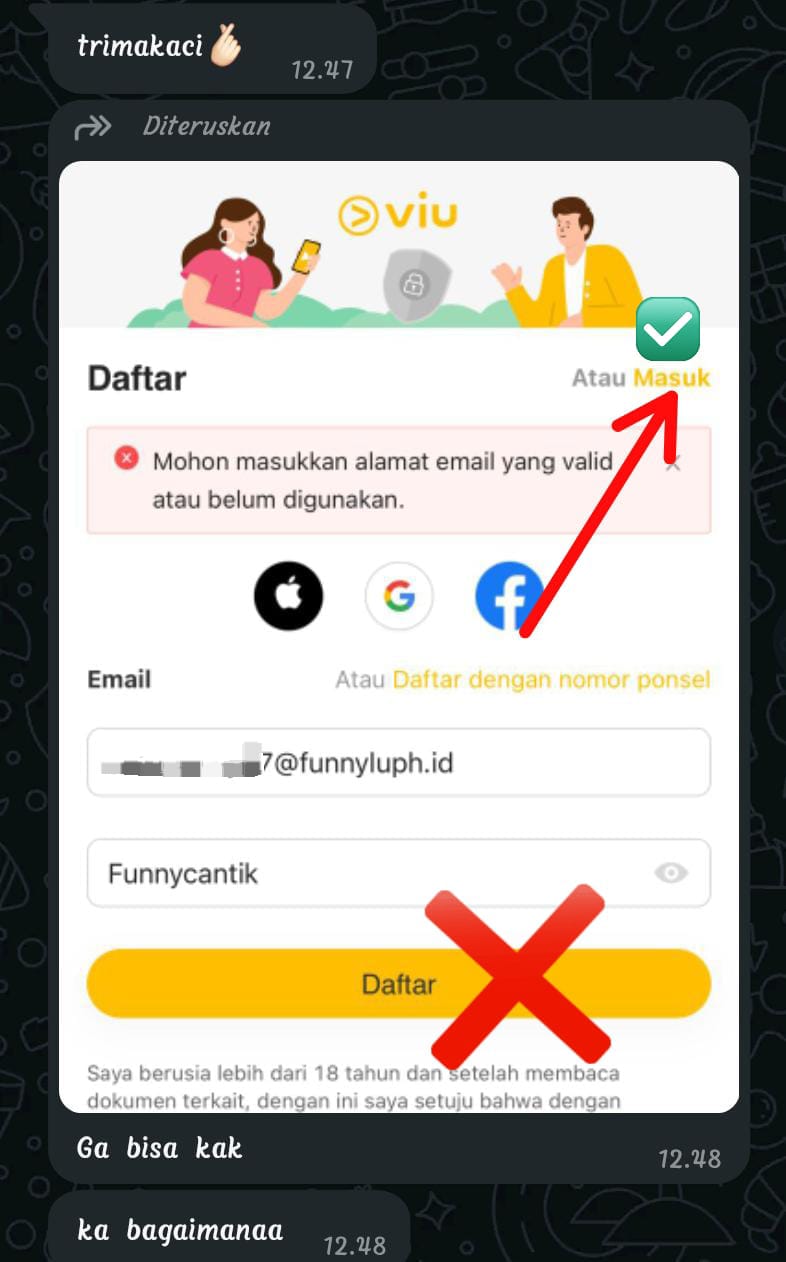 trimakaci🫰🏻
12.47
Diteruskan
viu
Daftar
Atau Masuk
Mohon masukkan alamat email yang valid
atau belum digunakan.
Email
Atau Daftar dengan nomor ponsel
7@funnyluph.id
Funnycantik
Daftar
Saya berusia lebih dari 18 tahun dan setelah membaca
dokumen terkait, dengan ini saya setuju bahwa dengan
Ga bisa kak
12.48
ka bagaimanaa
12.48